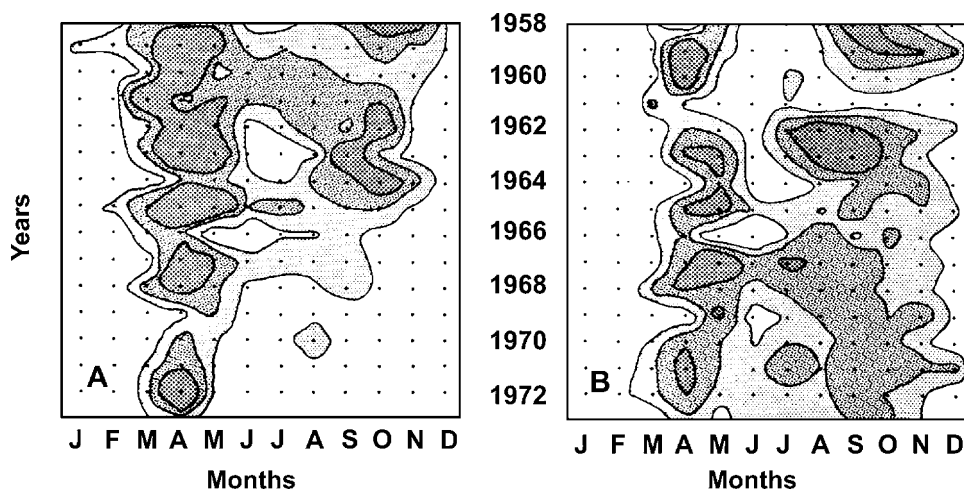 Years
1958
1960
1962
1964
1966
1968
1970
1972
A
B
J F M A M J J A S O N D
J F M A M J J A S O N D
Months
Months